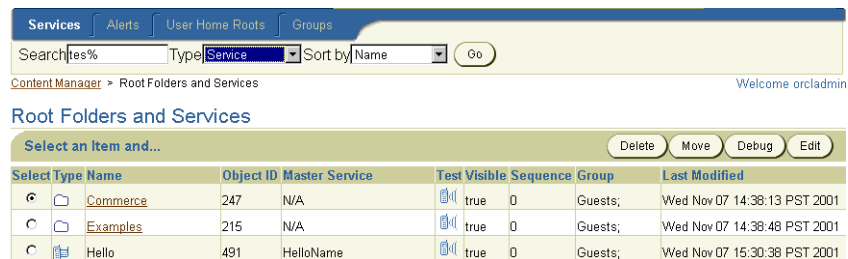 Services Alerts User Home Roots Groups
Search tes% Type Service Sort by Name Go
Content Manager > Root Folders and Services Welcome orcladmin
Root Folders and Services
Select an Item and... Delete Move Debug Edit
Select Type Name Object ID Master Service Test Visible Sequence Group Last Modified
Commerce 247 N/A true 0 Guests; Wed Nov 07 14:38:13 PST 2001
Examples 215 N/A true 0 Guests; Wed Nov 07 14:38:48 PST 2001
Hello 491 HelloName true 0 Guests; Wed Nov 07 15:30:38 PST 2001